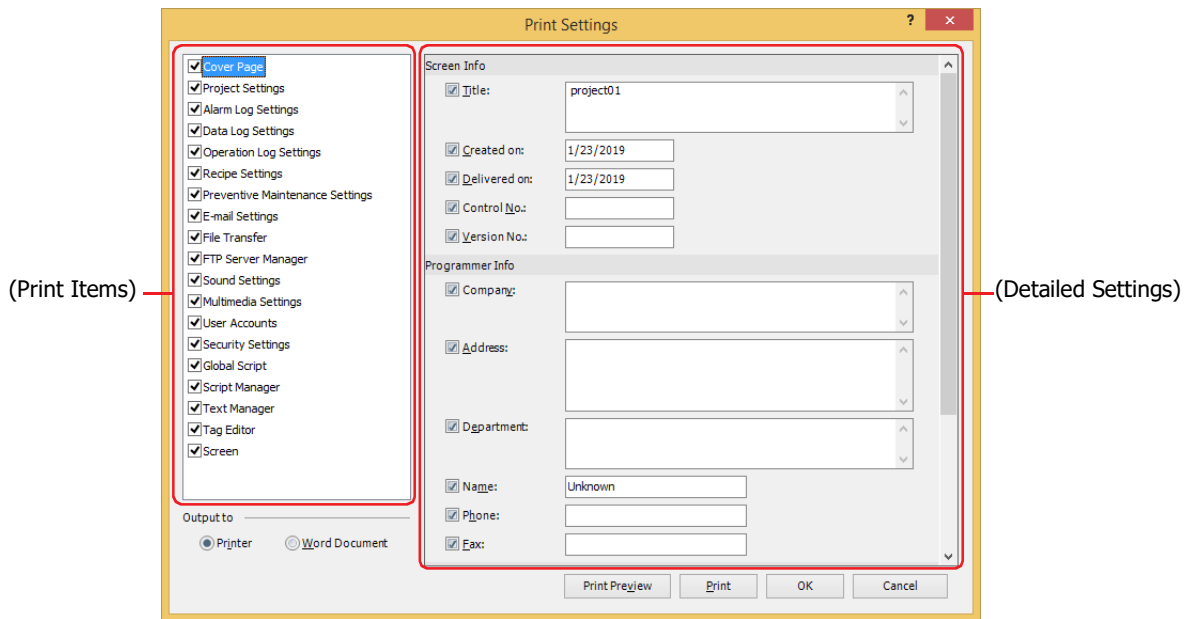 Print Settings
?
Cover Page
Project Settings
Alarm Log Settings
Data Log Settings
Operation Log Settings
Recipe Settings
Preventive Maintenance Settings
E-mail Settings
File Transfer
FTP Server Manager
Sound Settings
Multimedia Settings
User Accounts
Security Settings
Global Script
Script Manager
Text Manager
Tag Editor
Screen
(Print Items)
Output to
Printer Word Document
Screen Info
Title: project01
Created on: 1/23/2019
Delivered on: 1/23/2019
Control No.:
Version No.:
Programmer Info
Company:
Address:
Department:
Name: Unknown
Phone:
Fax:
(Detailed Settings)
Print Preview Print OK Cancel